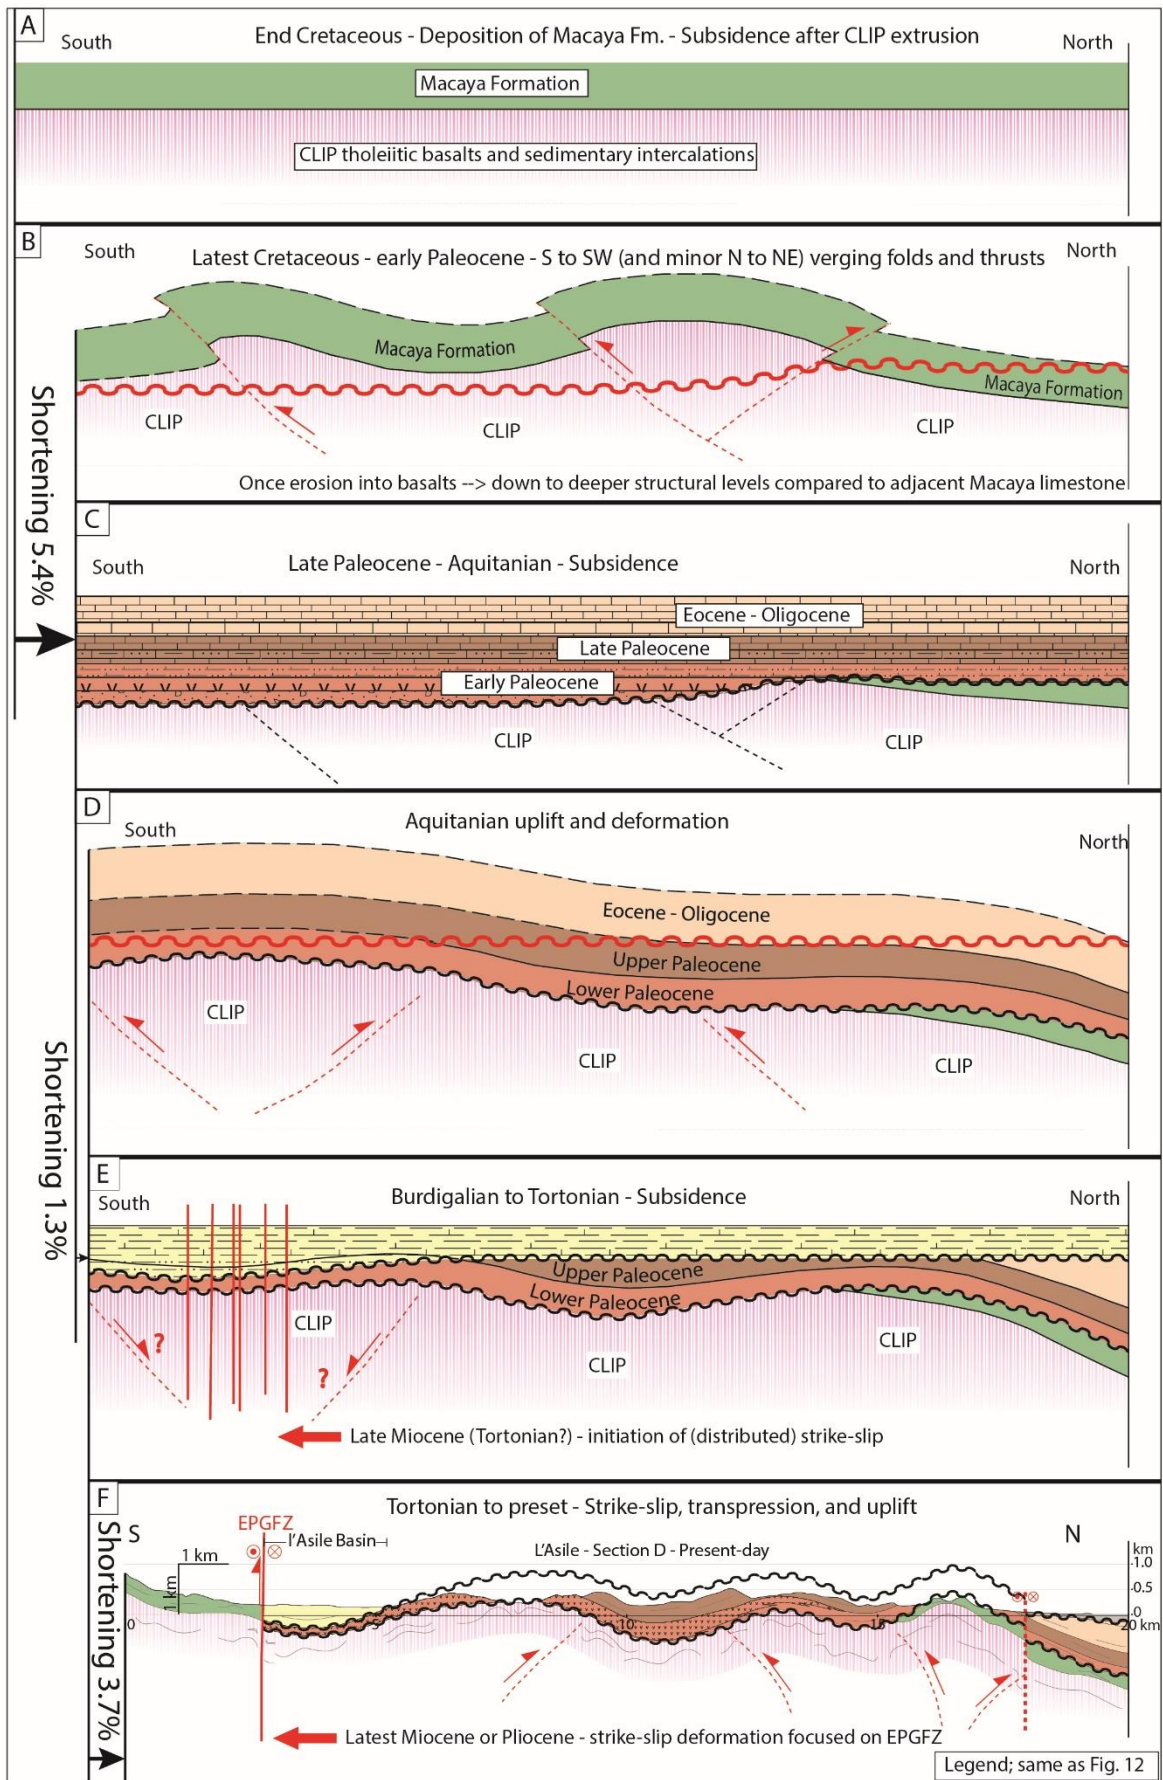 A
South
End Cretaceous - Deposition of Macaya Fm. - Subsidence after CLIP extrusion
North
Macaya Formation
CLIP tholeiitic basalts and sedimentary intercalations
B
South
Latest Cretaceous - early Paleocene - S to SW (and minor N to NE) verging folds and thrusts
North
Macaya Formation
Macaya Formation
CLIP
CLIP
CLIP
Once erosion into basalts --> down to deeper structural levels compared to adjacent Macaya limestone
Shortening 5.4%
C
South
Late Paleocene - Aquitanian - Subsidence
North
Eocene - Oligocene
Late Paleocene
Early Paleocene
CLIP
CLIP
D
South
Aquitanian uplift and deformation
North
Eocene - Oligocene
Upper Paleocene
Lower Paleocene
CLIP
CLIP
CLIP
Shortening 1.3%
E
South
Burdigalian to Tortonian - Subsidence
North
Upper Paleocene
Lower Paleocene
CLIP
CLIP
CLIP
?
?
Late Miocene (Tortonian?) - initiation of (distributed) strike-slip
F
Tortonian to preset - Strike-slip, transpression, and uplift
S
EPGFZ
N
l'Asile Basin
L'Asile - Section D - Present-day
1 km
1 km
km
1.0
0.5
0
0
5
10
15
20 km
Shortening 3.7%
Latest Miocene or Pliocene - strike-slip deformation focused on EPGFZ
Legend; same as Fig. 12